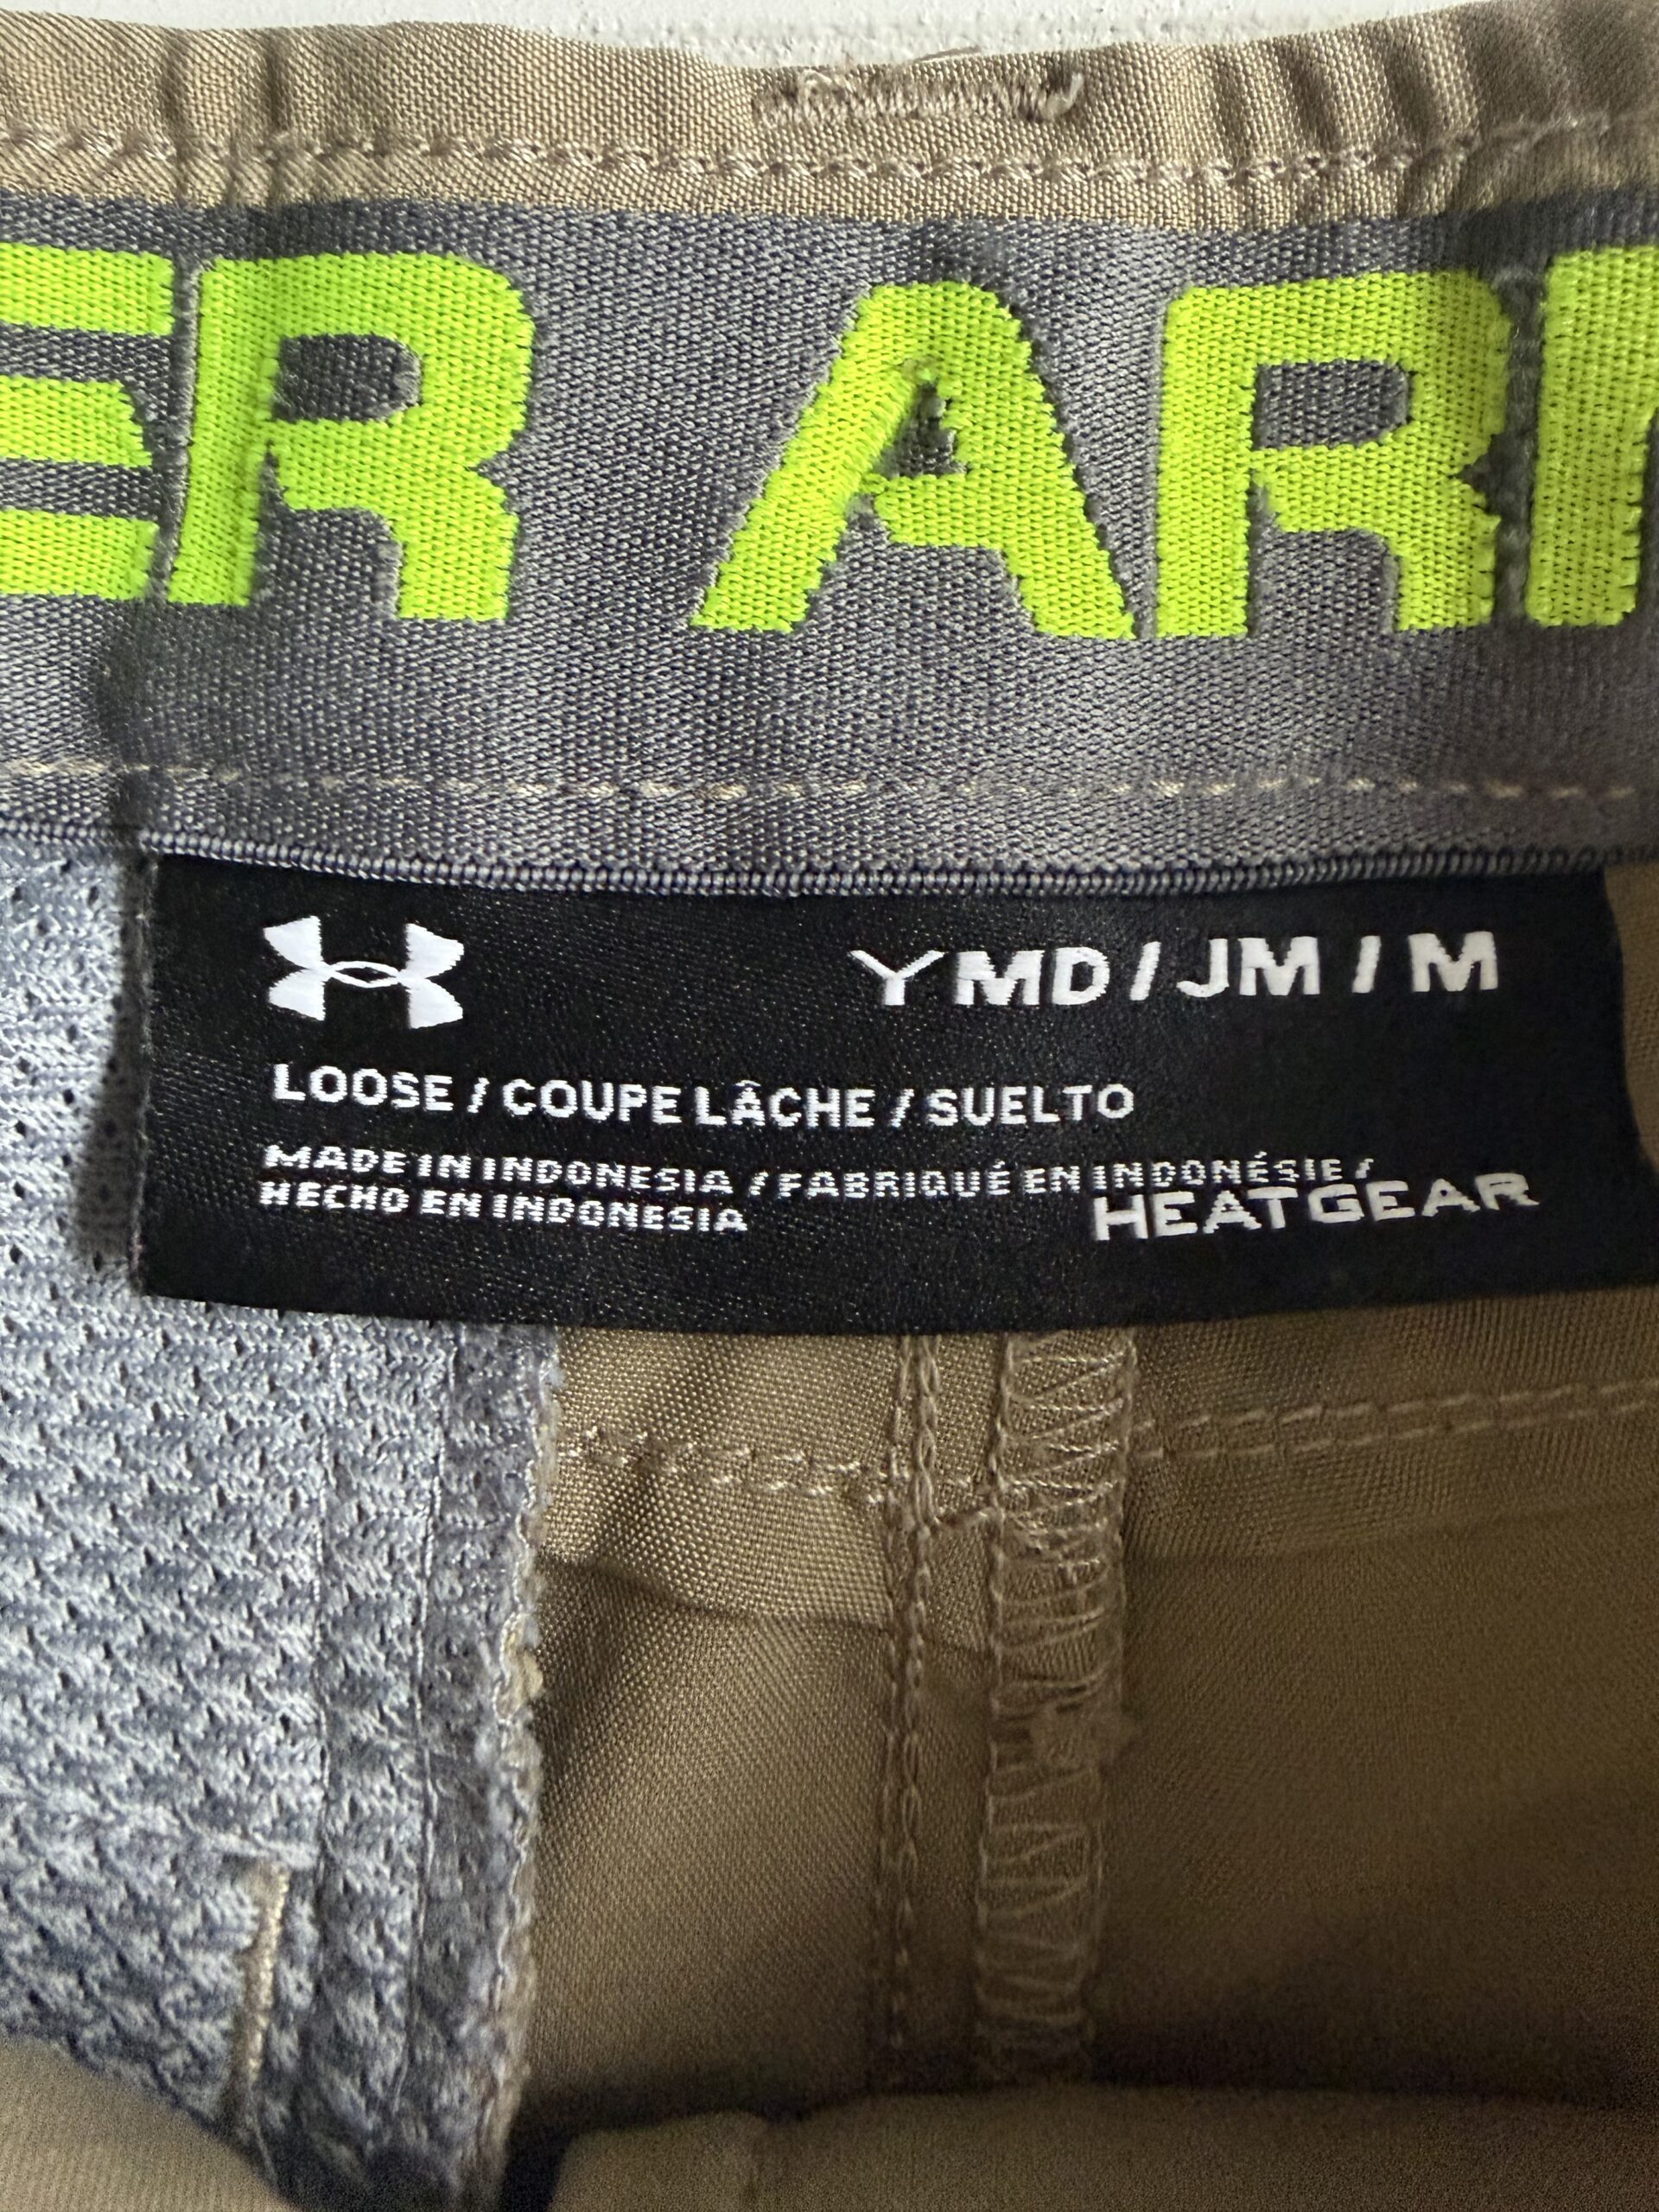 ER AR
YMD / JM / M
LOOSE / COUPE LÂCHE / SUELTO
MADE IN INDONESIA / FABRIQUÉ EN INDONÉSIE /
HECHO EN INDONESIA
HEATGEAR